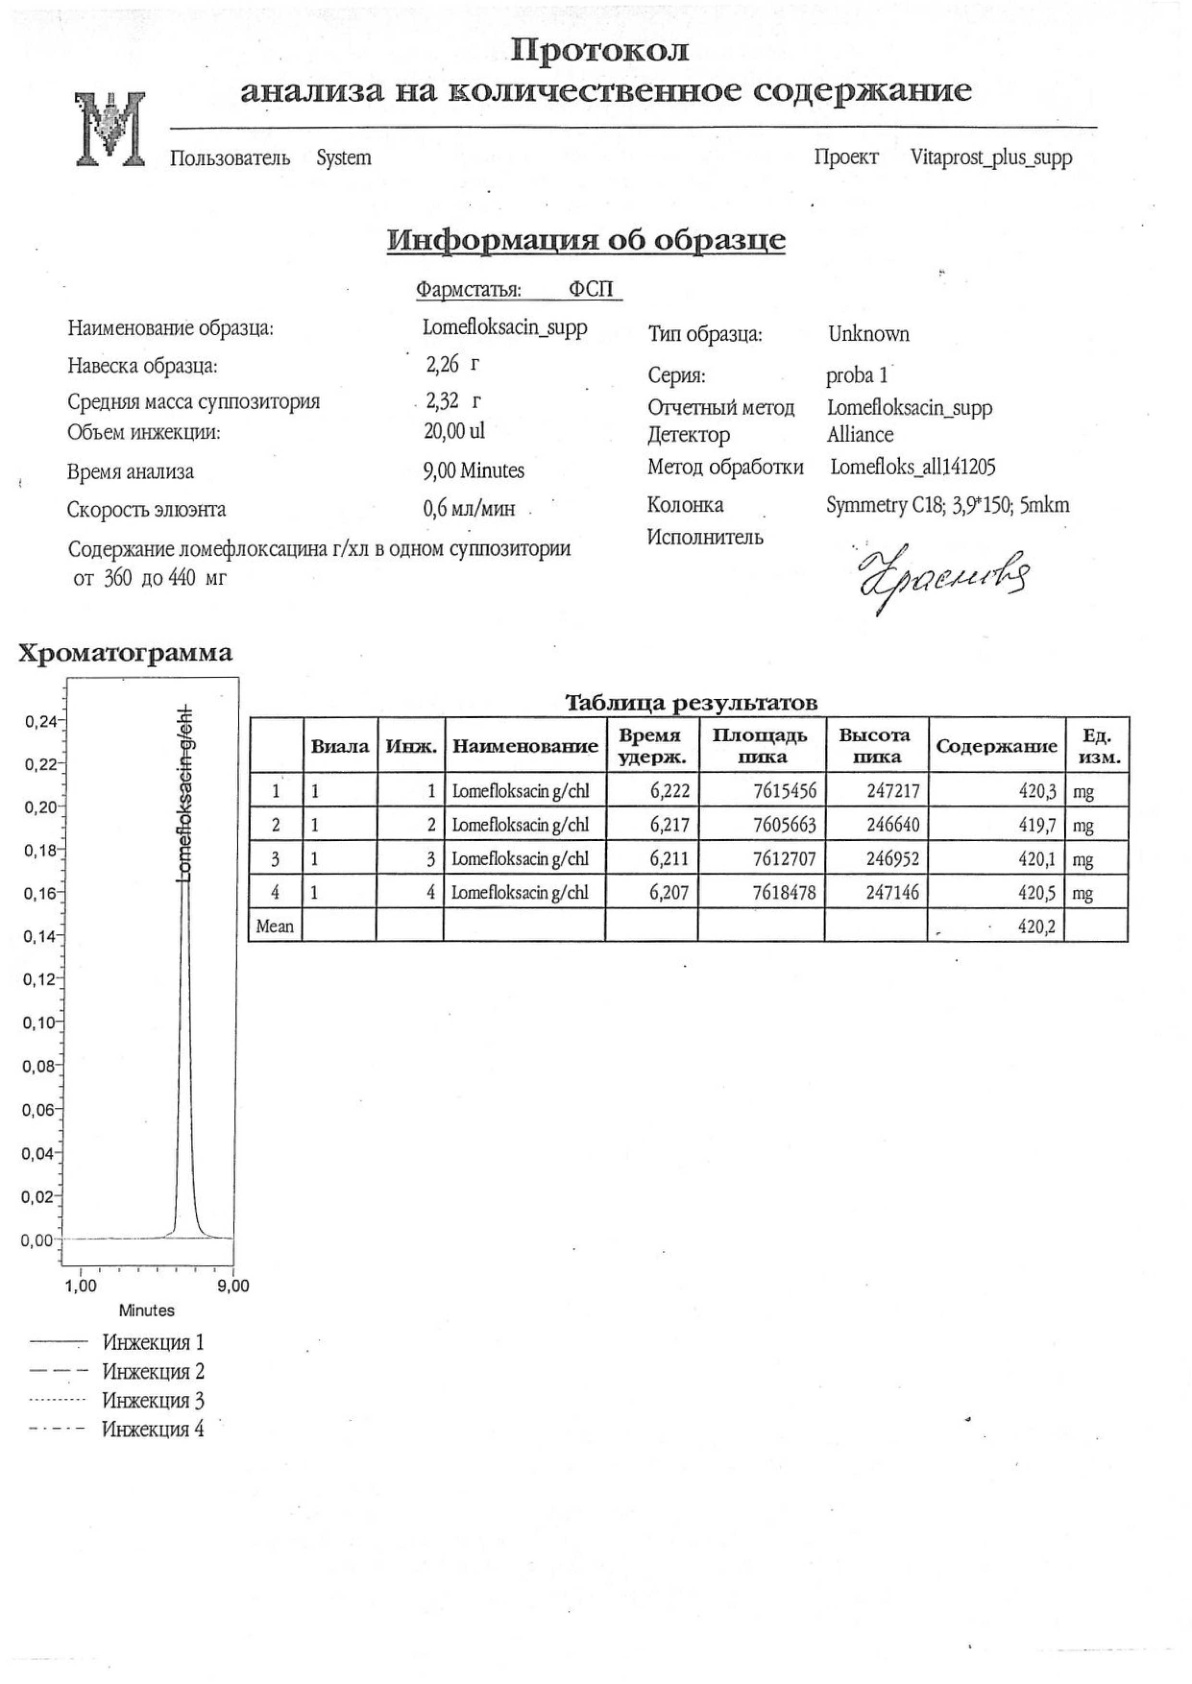 Протокол
анализа на количественное содержание
М
Пользователь System Проект Vitaprost_plus_supp
Информация об образце
Фармстатья: ФСП
Наименование образца: Lomefloksacin_supp
Навеска образца: 2,26 г
Средняя масса суппозитория 2,32 г
Объем инжекции: 20,00 ul
Время анализа 9,00 Minutes
Скорость элюэнта 0,6 мл/мин
Содержание ломефлоксацина г/хл в одном суппозитории
от 360 до 440 мг
Тип образца: Unknown
Серия: proba 1
Отчетный метод Lomefloksacin_supp
Детектор Alliance
Метод обработки Lomefloks_all141205
Колонка Symmetry C18; 3,9*150; 5mkm
Исполнитель
Хроматограмма
0,24
0,22
0,20
0,18
0,16
0,14
0,12
0,10
0,08
0,06
0,04
0,02
0,00
Lomefloksacin g/chl
1,00 9,00
Minutes
Инжекция 1
Инжекция 2
Инжекция 3
Инжекция 4
Таблица результатов
Виала Инж. Наименование Время удерж. Площадь пика Высота пика Содержание Ед. изм.
1 1 1 Lomefloksacin g/chl 6,222 7615456 247217 420,3 mg
2 1 2 Lomefloksacin g/chl 6,217 7605663 246640 419,7 mg
3 1 3 Lomefloksacin g/chl 6,211 7612707 246952 420,1 mg
4 1 4 Lomefloksacin g/chl 6,207 7618478 247146 420,5 mg
Mean 420,2